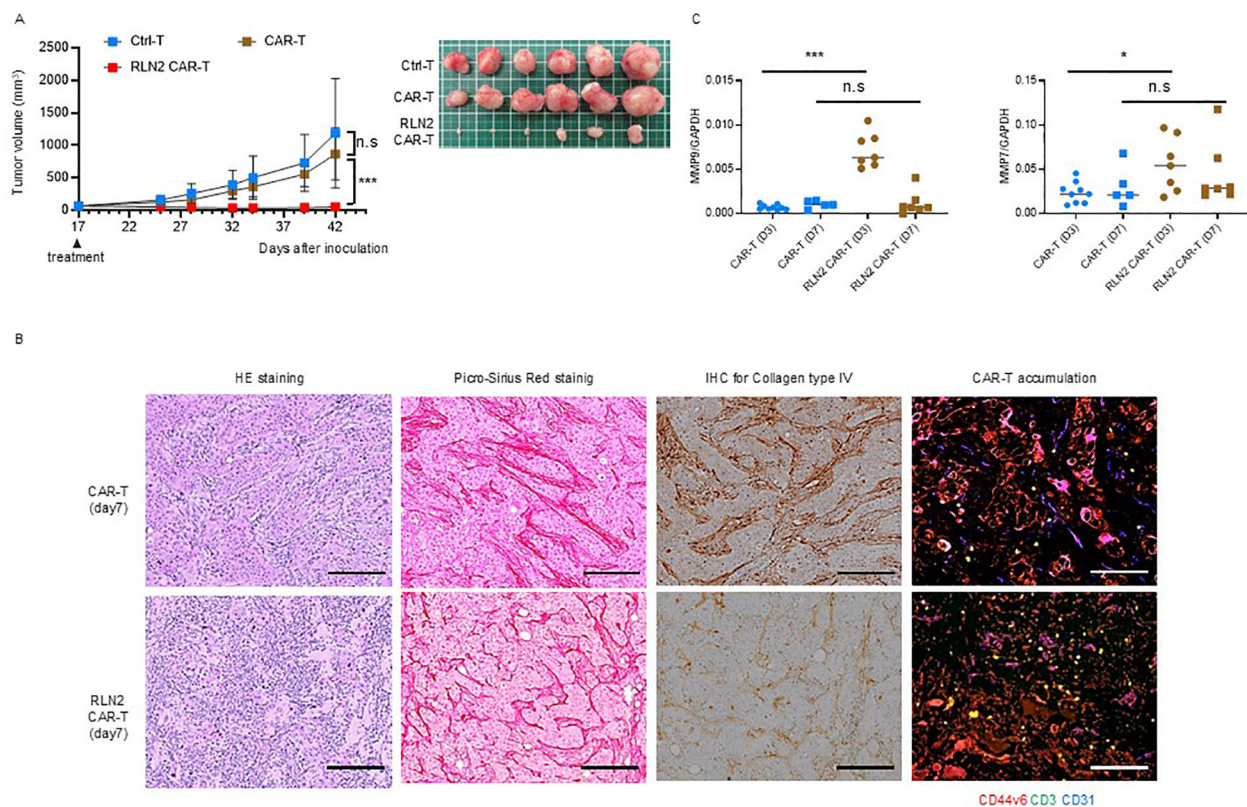 A
Ctrl-T
CAR-T
RLN2 CAR-T
Tumor volume (mm³)
2500
2000
1500
1000
500
0
17
22
27
32
37
42
n.s
***
Days after inoculation
▲
treatment
Ctrl-T
CAR-T
RLN2
CAR-T
C
***
n.s
MMP9/GAPDH
0.015
0.010
0.005
0.000
CAR-T (D3)
CAR-T (D7)
RLN2 CAR-T (D3)
RLN2 CAR-T (D7)
*
n.s
MMP7/GAPDH
0.15
0.10
0.05
0.00
CAR-T (D3)
CAR-T (D7)
RLN2 CAR-T (D3)
RLN2 CAR-T (D7)
B
HE staining
Picro-Sirius Red stainig
IHC for Collagen type IV
CAR-T accumulation
CAR-T
(day7)
RLN2
CAR-T
(day7)
CD44v6 CD3 CD31